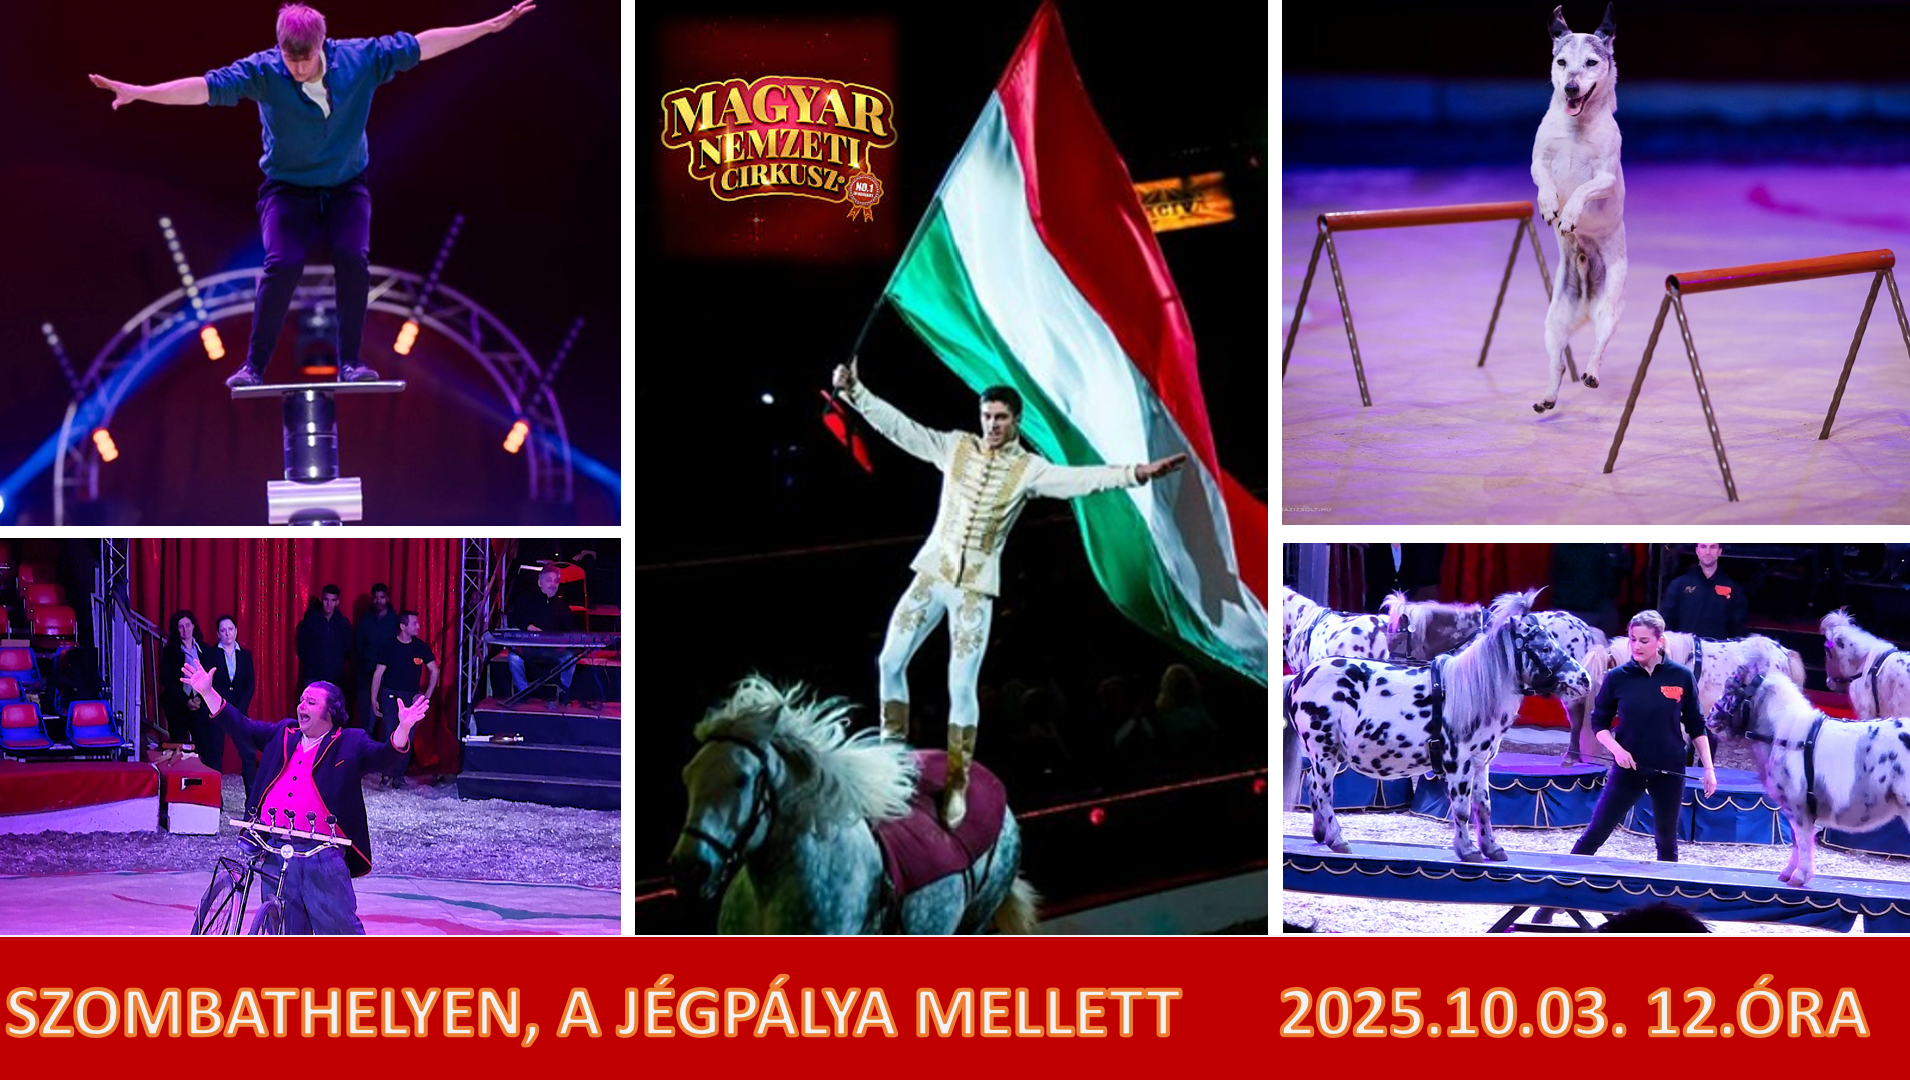 MAGYAR
NEMZETI
CIRKUSZ
NO.1
SZOMBATHELYEN, A JÉGPÁLYA MELLETT 2025.10.03. 12.ÓRA